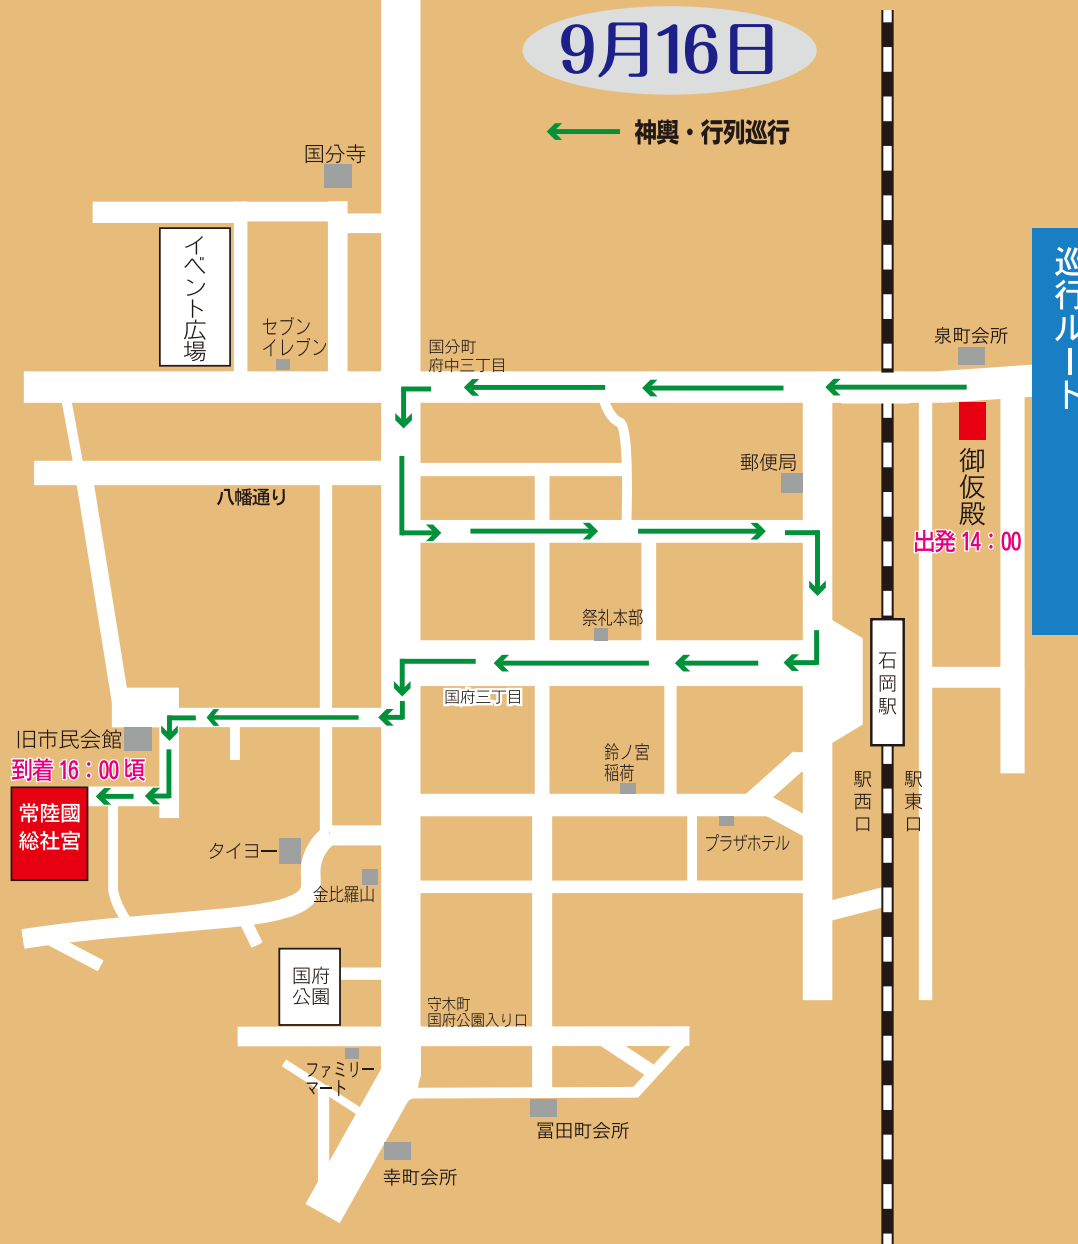 9月16日
神輿・行列巡行
国分寺
イベント広場
セブン
イレブン
国分町
府中三丁目
泉町会所
巡行ルート
八幡通り
郵便局
御仮殿
出発 14：00
祭礼本部
国府三丁目
石岡駅
旧市民会館
到着 16：00 頃
常陸國
総社宮
鈴ノ宮
稲荷
駅西口
駅東口
プラザホテル
タイヨー
金比羅山
国府
公園
守木町
国府公園入り口
ファミリー
マート
冨田町会所
幸町会所